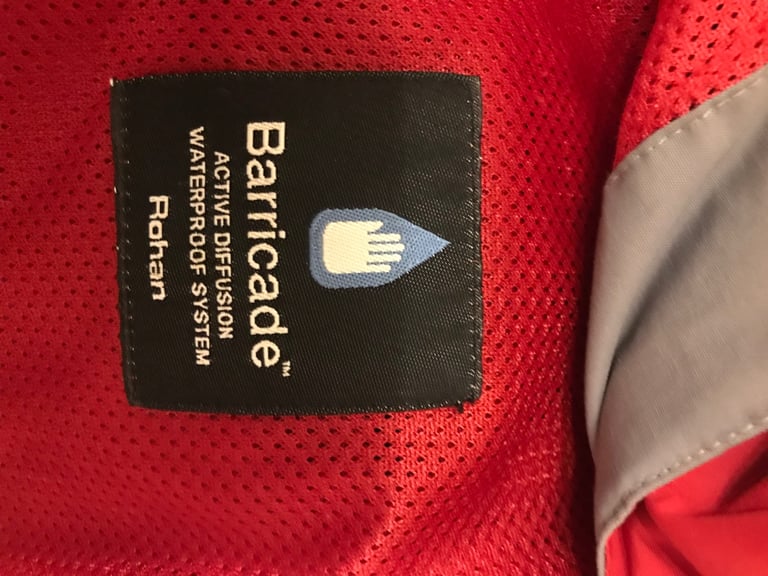 Barricade™
ACTIVE DIFFUSION
WATERPROOF SYSTEM
Rohan